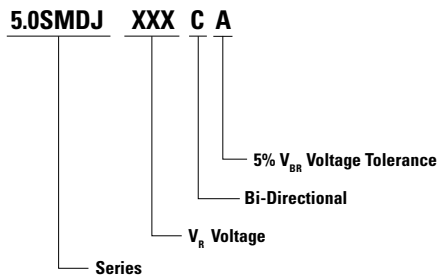 5.0SMDJ XXX C A
5% VBR Voltage Tolerance
Bi-Directional
VR Voltage
Series